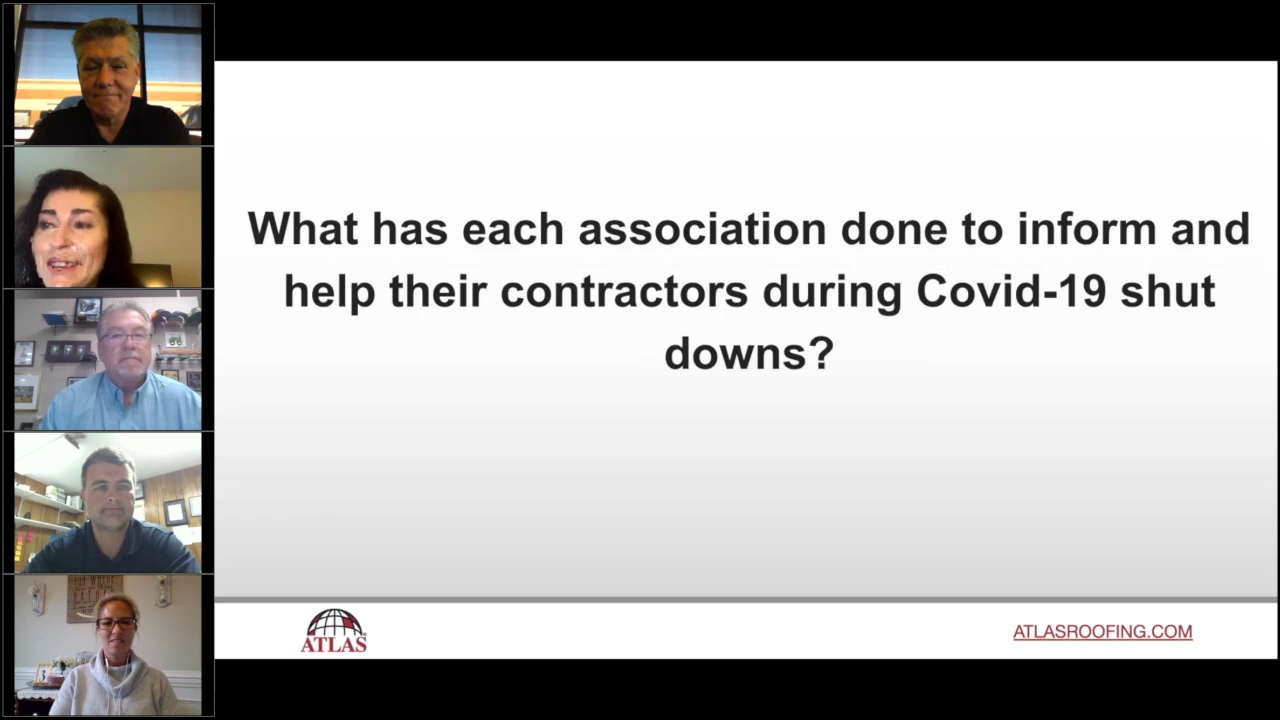 What has each association done to inform and
help their contractors during Covid-19 shut
downs?
ATLAS
ATLASROOFING.COM